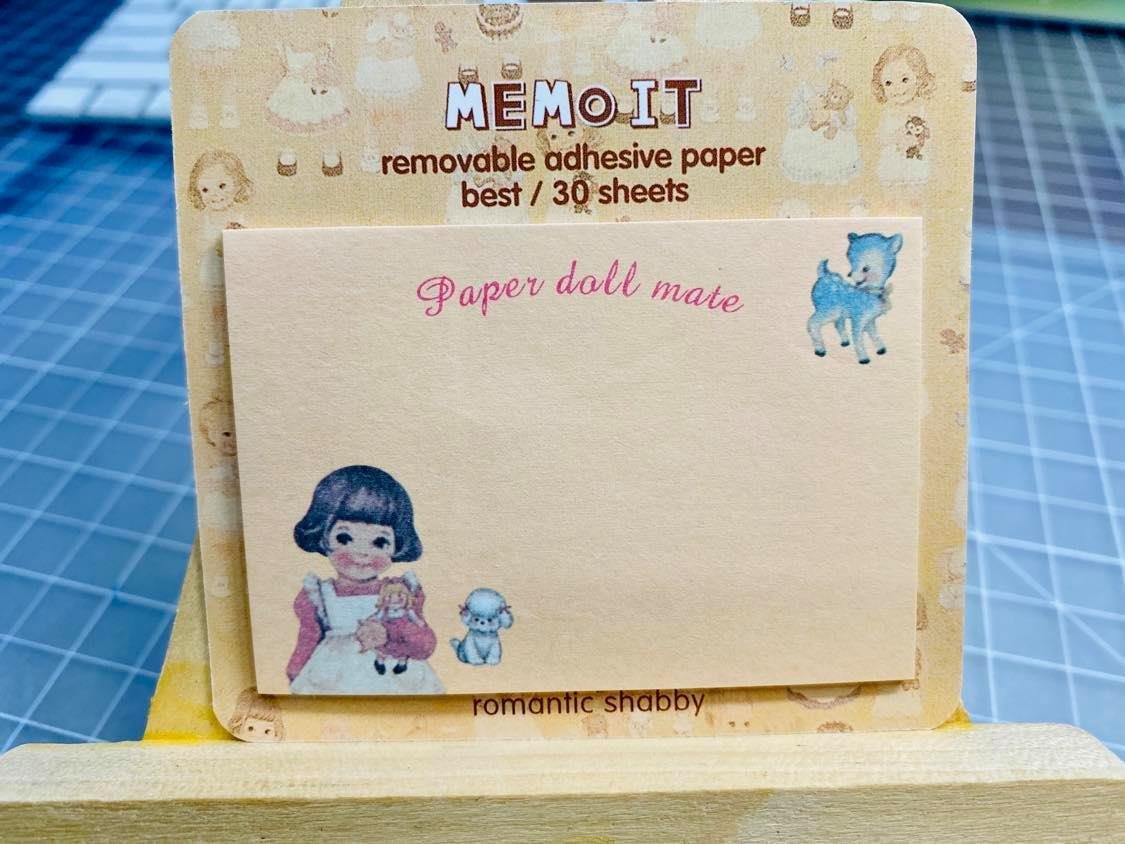 MEMO IT
removable adhesive paper
best / 30 sheets
Paper doll mate
romantic shabby